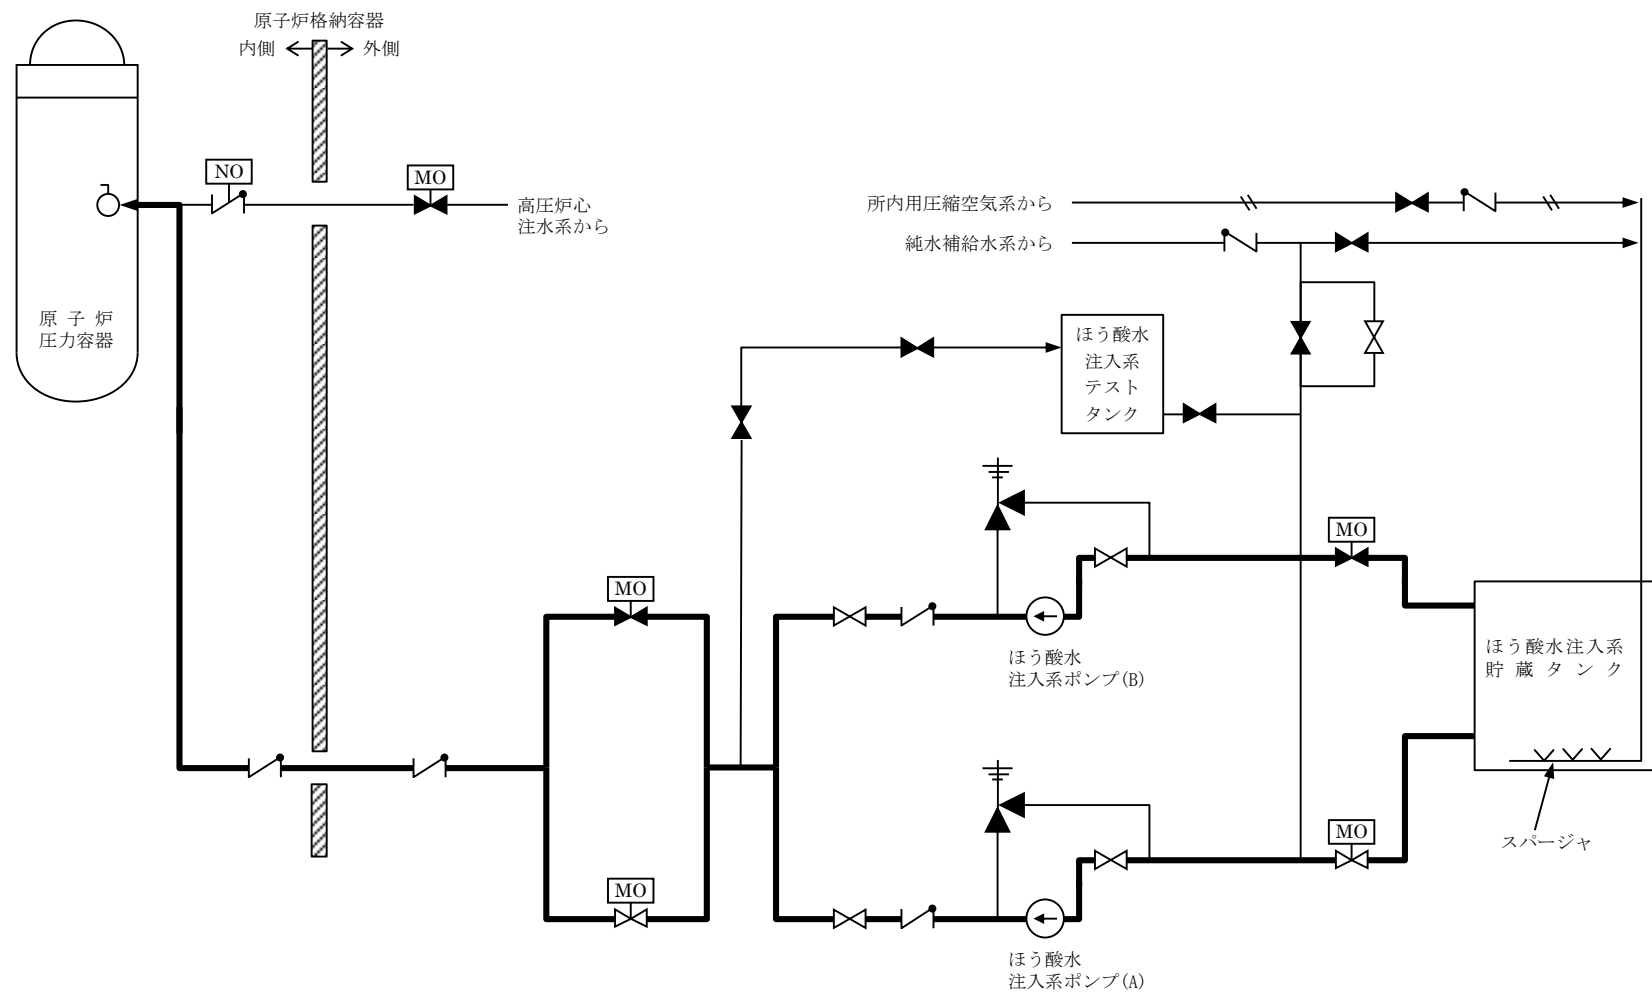 原子炉格納容器
内側 外側
NO
MO
高圧炉心
注水系から
所内用圧縮空気系から
純水補給水系から
原子炉
圧力容器
ほう酸水
注入系
テスト
タンク
MO
MO
ほう酸水
注入系ポンプ(B)
ほう酸水注入系
貯蔵タンク
MO
スパージャ
MO
ほう酸水
注入系ポンプ(A)